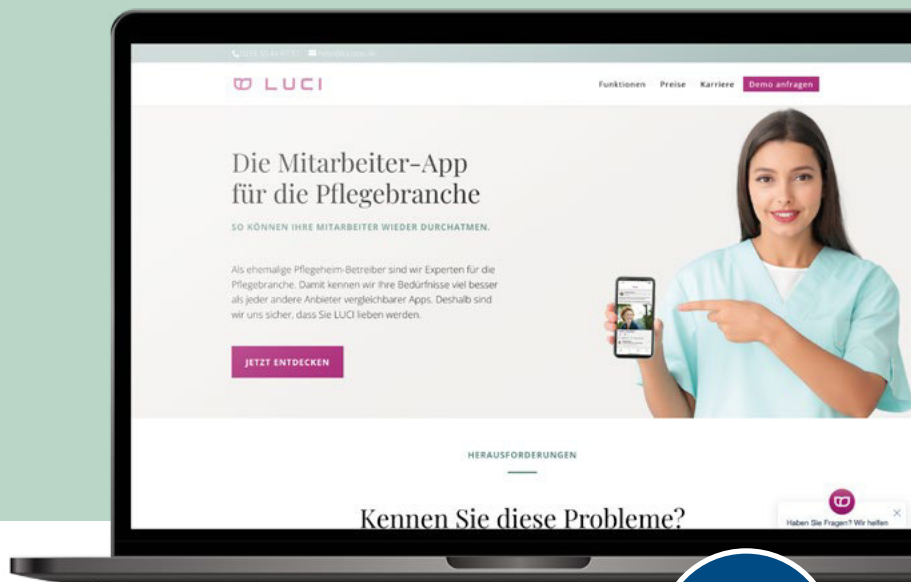 LUCI
Funktionen Preise Karriere Demo anfragen
Die Mitarbeiter-App
für die Pflegebranche
SO KÖNNEN IHRE MITARBEITER WIEDER DURCHATMEN.
Als ehemalige Pflegeheim-Betreiber sind wir Experten für die
Pflegebranche. Damit kennen wir Ihre Bedürfnisse viel besser
als jeder andere Anbieter vergleichbarer Apps. Deshalb sind
wir uns sicher, dass Sie LUCI lieben werden.
JETZT ENTDECKEN
HERAUSFORDERUNGEN
Kennen Sie diese Probleme?
Haben Sie Fragen? Wir helfen